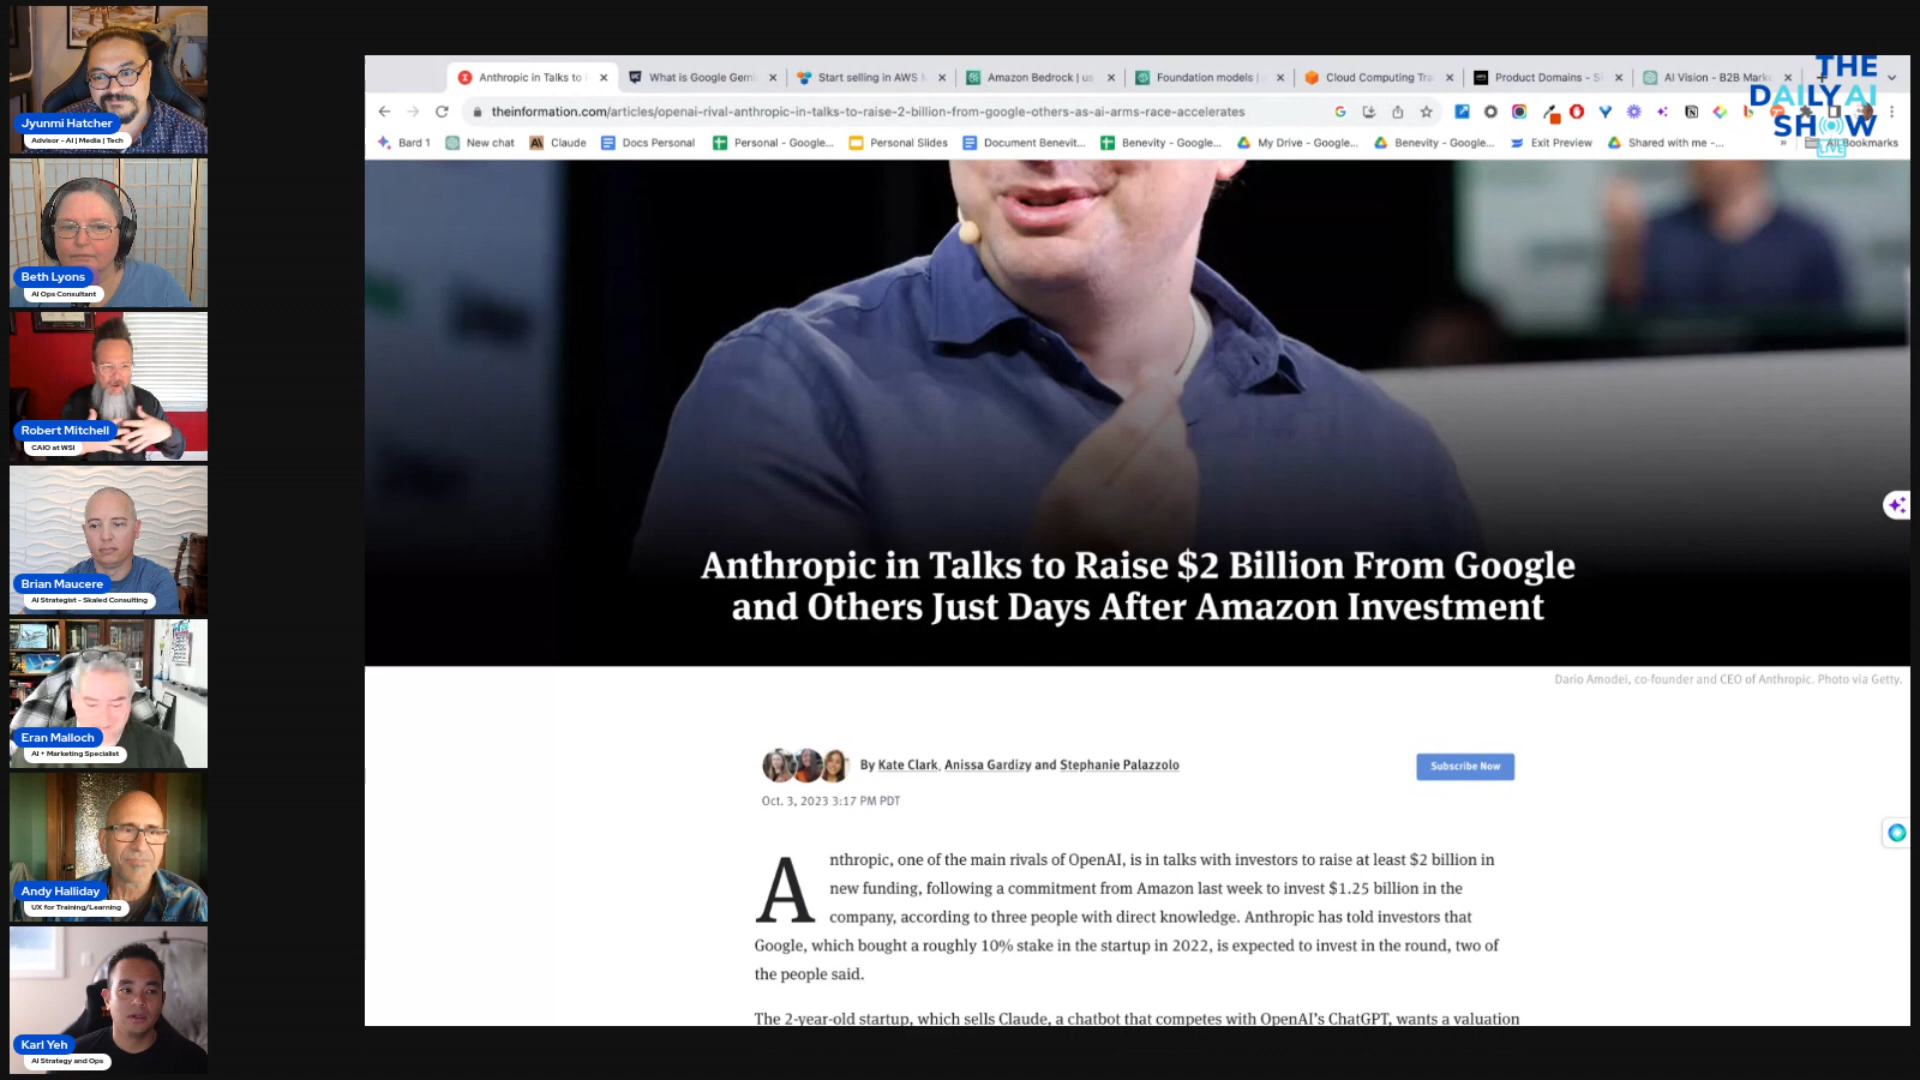 Jyunmi Hatcher
Advisor - AI | Media | Tech
Beth Lyons
AI Ops Consultant
Robert Mitchell
CAIO at WSI
Brian Maucere
AI Strategist - Skaled Consulting
Eran Malloch
AI + Marketing Specialist
Andy Halliday
UX for Training/Learning
Karl Yeh
AI Strategy and Ops
Anthropic in Talks to
What is Google Gem
Start selling in AWS
Amazon Bedrock | us
Foundation models |
Cloud Computing Tra
Product Domains - S
AI Vision - B2B Mark
THE
DAILY AI
SHOW
LIVE
theinformation.com/articles/openai-rival-anthropic-in-talks-to-raise-2-billion-from-google-others-as-ai-arms-race-accelerates
Bard 1
New chat
Claude
Docs Personal
Personal - Google...
Personal Slides
Document Benevit...
Benevity - Google...
My Drive - Google...
Benevity - Google...
Exit Preview
Shared with me -...
All Bookmarks
Anthropic in Talks to Raise $2 Billion From Google
and Others Just Days After Amazon Investment
Dario Amodei, co-founder and CEO of Anthropic. Photo via Getty.
By Kate Clark, Anissa Gardizy and Stephanie Palazzolo
Subscribe Now
Oct. 3, 2023 3:17 PM PDT
Anthropic, one of the main rivals of OpenAI, is in talks with investors to raise at least $2 billion in
new funding, following a commitment from Amazon last week to invest $1.25 billion in the
company, according to three people with direct knowledge. Anthropic has told investors that
Google, which bought a roughly 10% stake in the startup in 2022, is expected to invest in the round, two of
the people said.
The 2-year-old startup, which sells Claude, a chatbot that competes with OpenAI's ChatGPT, wants a valuation